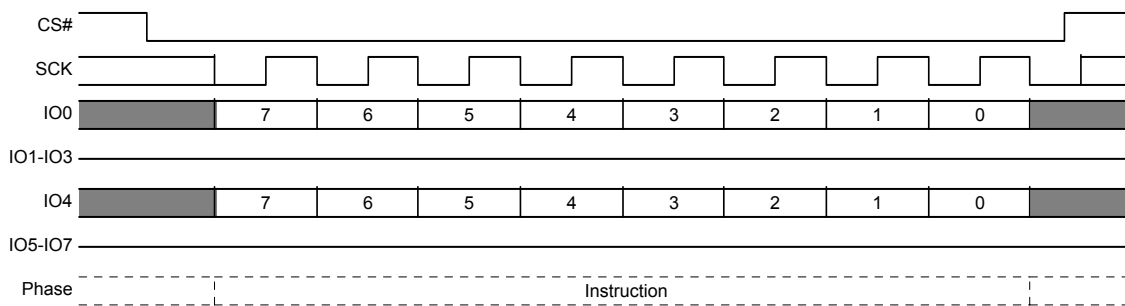 CS#
SCK
IO0 7 6 5 4 3 2 1 0
IO1-IO3
IO4 7 6 5 4 3 2 1 0
IO5-IO7
Phase Instruction